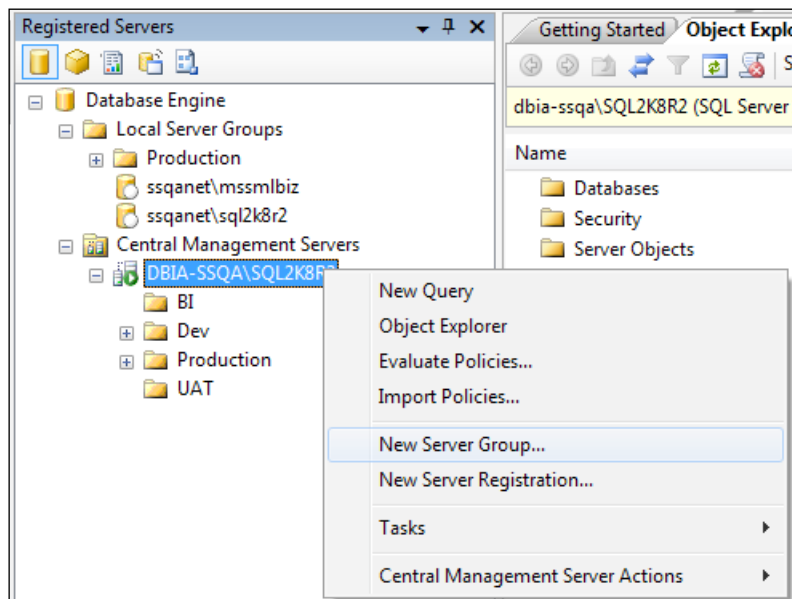 Registered Servers
Getting Started Object Explo
S
dbia-ssqa\SQL2K8R2 (SQL Server
Name
Databases
Security
Server Objects
Database Engine
Local Server Groups
Production
ssqanet\mssmlbiz
ssqanet\sql2k8r2
Central Management Servers
DBIA-SSQA\SQL2K8R2
BI
Dev
Production
UAT
New Query
Object Explorer
Evaluate Policies...
Import Policies...
New Server Group...
New Server Registration...
Tasks
Central Management Server Actions